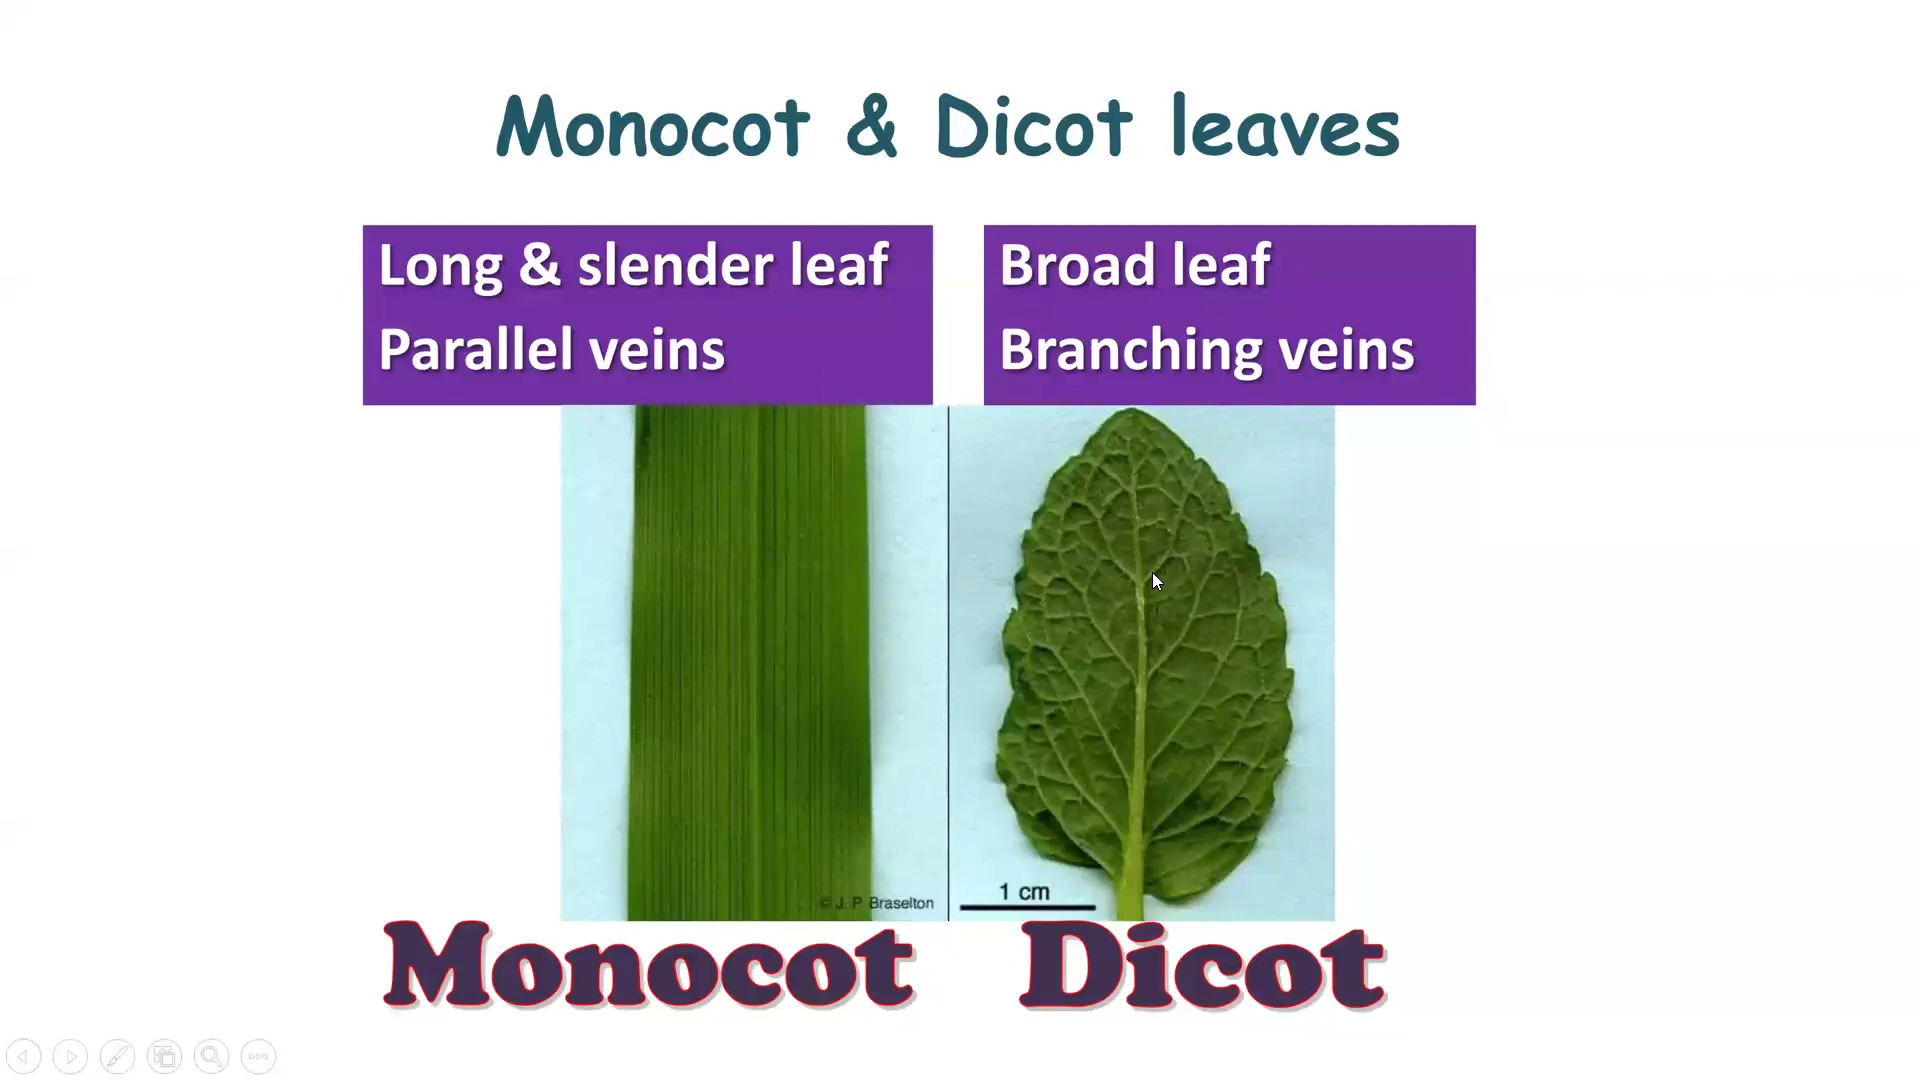 Monocot & Dicot leaves
Long & slender leaf
Parallel veins
Broad leaf
Branching veins
© J. P Braselton
1 cm
Monocot
Dicot